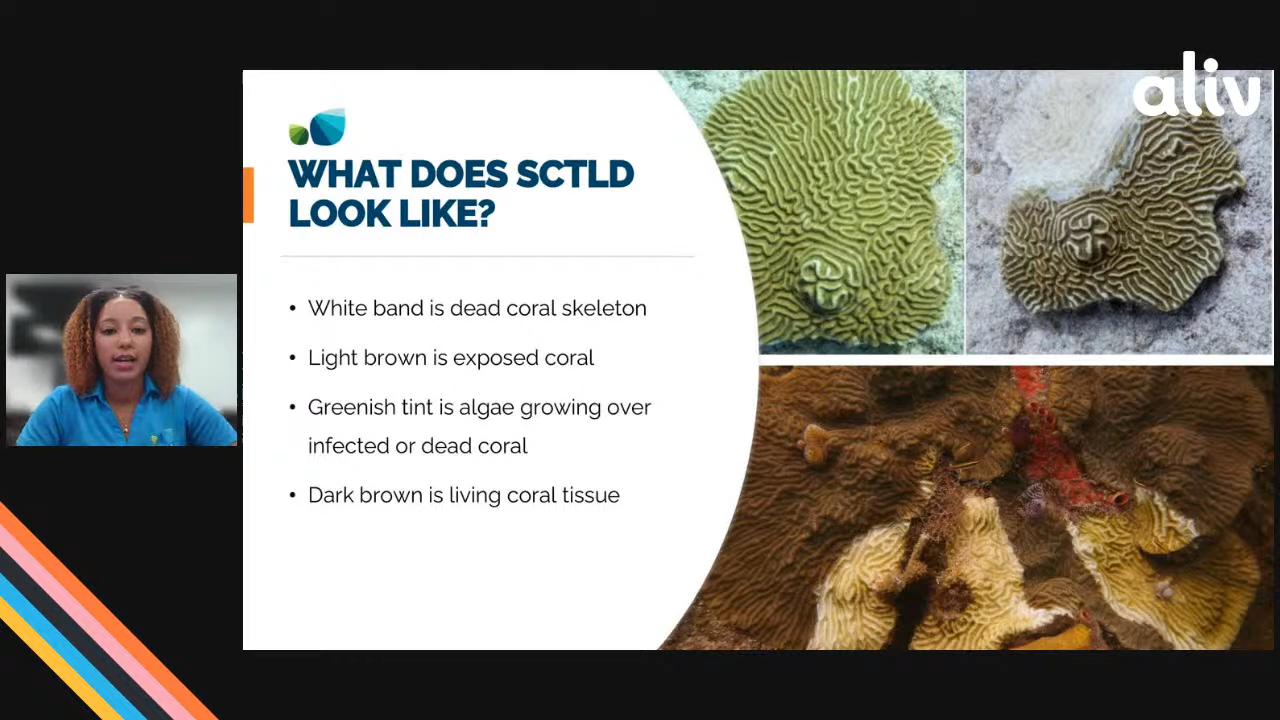 aliv
WHAT DOES SCTLD
LOOK LIKE?
• White band is dead coral skeleton
• Light brown is exposed coral
• Greenish tint is algae growing over
infected or dead coral
• Dark brown is living coral tissue